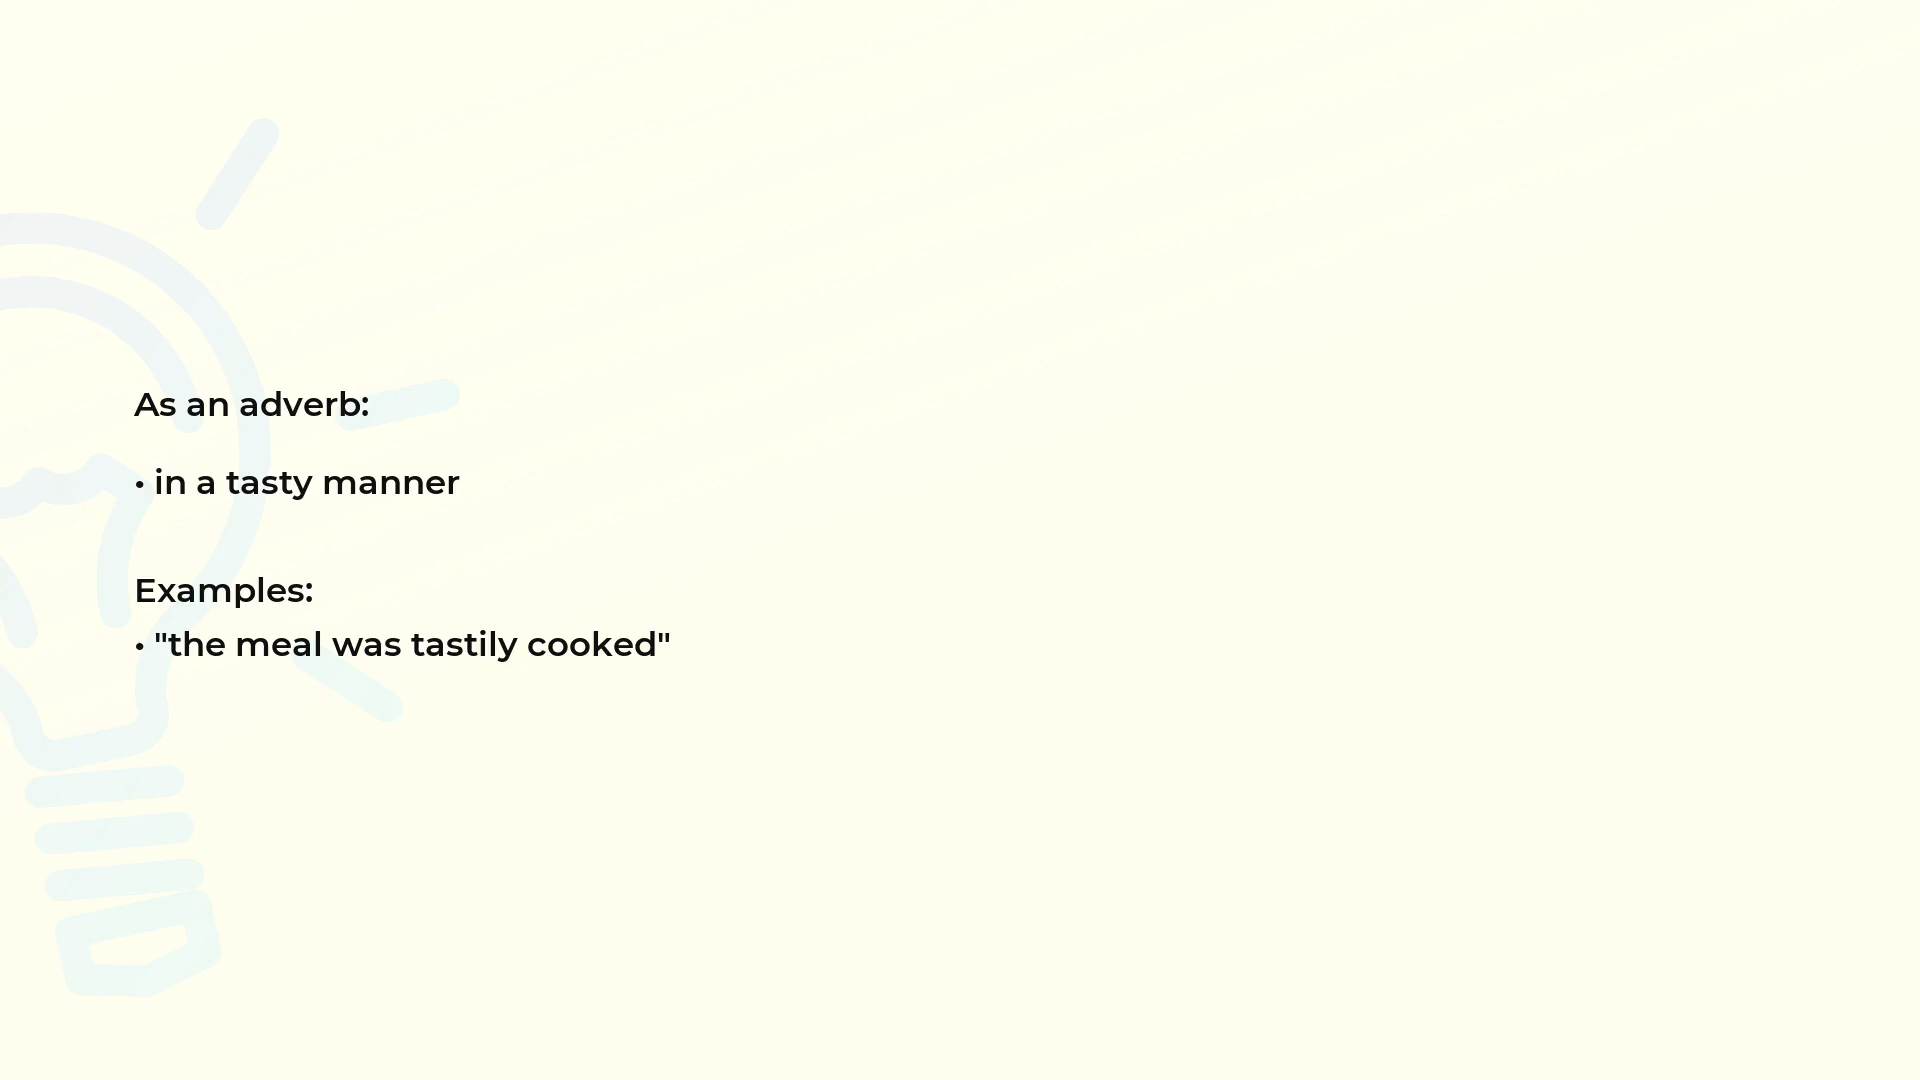 As an adverb:
• in a tasty manner
Examples:
• "the meal was tastily cooked"